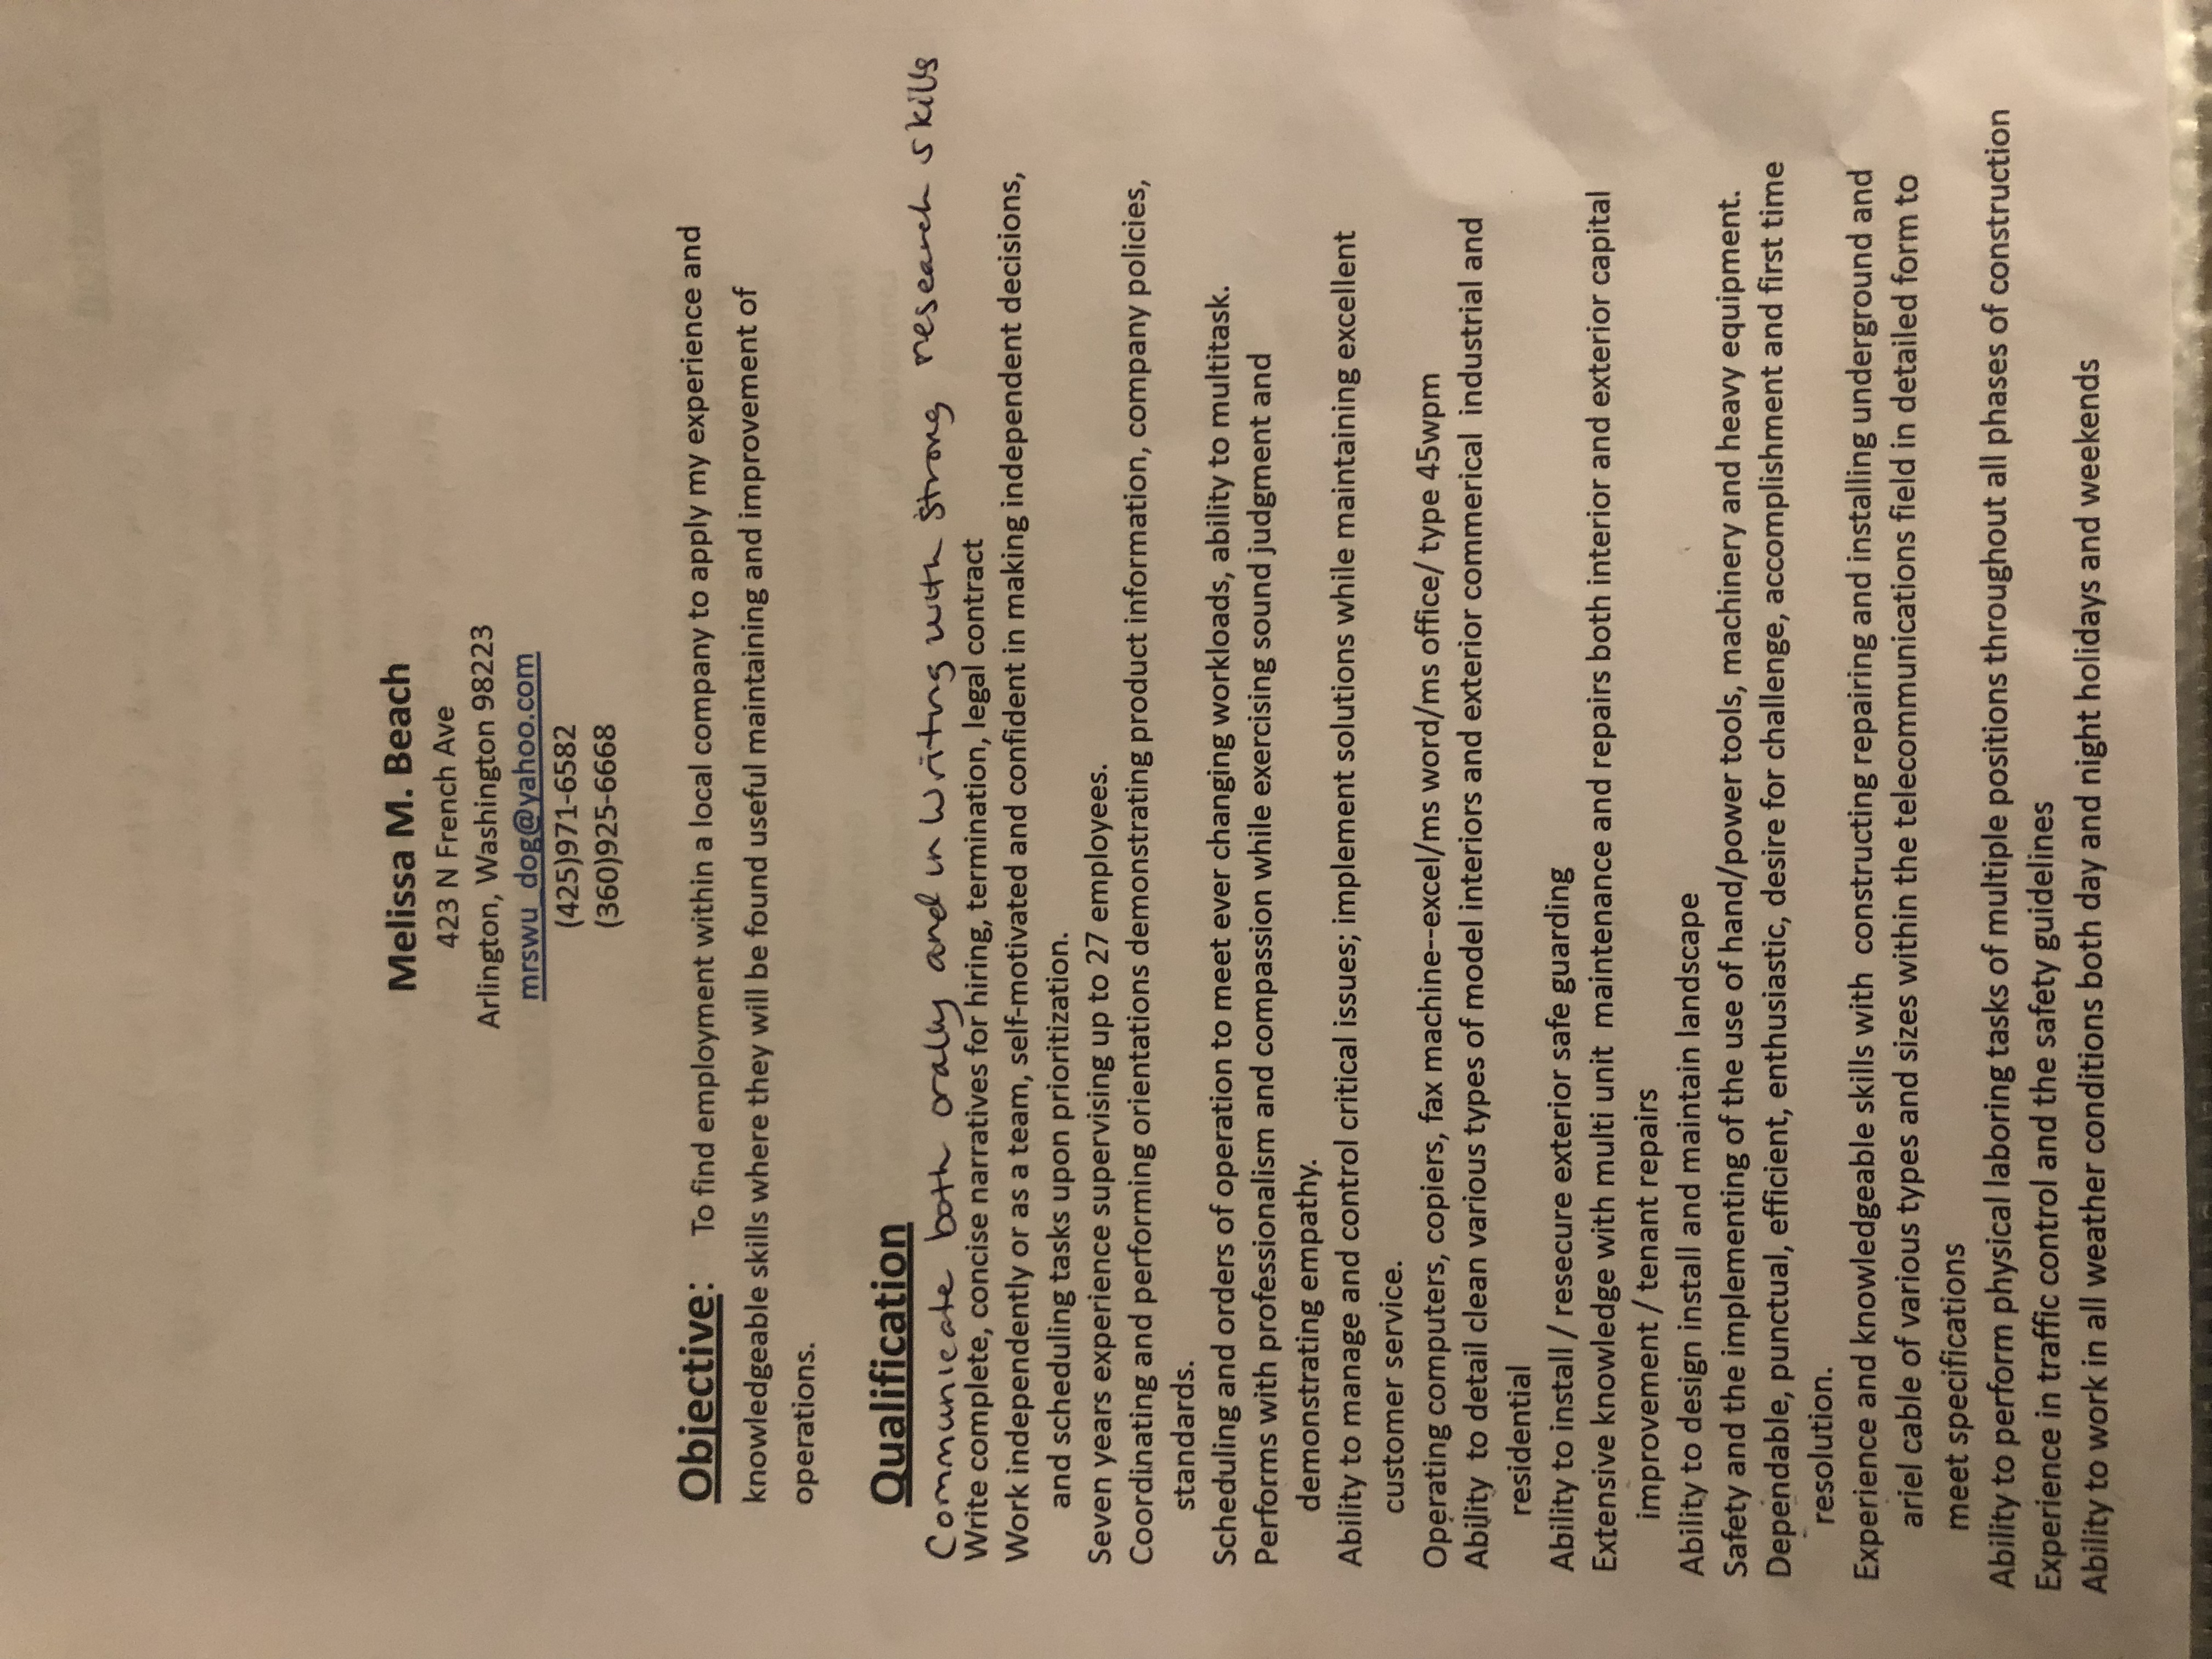 Melissa M. Beach
423 N French Ave
Arlington, Washington 98223
mrswu_dog@yahoo.com
(425)971-6582
(360)925-6668
Objective: To find employment within a local company to apply my experience and
knowledgeable skills where they will be found useful maintaining and improvement of
operations.
Qualification
Communicate both orally and in Writing with strong research skills
Write complete, concise narratives for hiring, termination, legal contract
Work independently or as a team, self-motivated and confident in making independent decisions,
and scheduling tasks upon prioritization.
Seven years experience supervising up to 27 employees.
Coordinating and performing orientations demonstrating product information, company policies,
standards.
Scheduling and orders of operation to meet ever changing workloads, ability to multitask.
Performs with professionalism and compassion while exercising sound judgment and
demonstrating empathy.
Ability to manage and control critical issues; implement solutions while maintaining excellent
customer service.
Operating computers, copiers, fax machine--excel/ms word/ms office/ type 45wpm
Ability to detail clean various types of model interiors and exterior commerical industrial and
residential
Ability to install / resecure exterior safe guarding
Extensive knowledge with multi unit maintenance and repairs both interior and exterior capital
improvement / tenant repairs
Ability to design install and maintain landscape
Safety and the implementing of the use of hand/power tools, machinery and heavy equipment.
Dependable, punctual, efficient, enthusiastic, desire for challenge, accomplishment and first time
resolution.
Experience and knowledgeable skills with constructing repairing and installing underground and
ariel cable of various types and sizes within the telecommunications field in detailed form to
meet specifications
Ability to perform physical laboring tasks of multiple positions throughout all phases of construction
Experience in traffic control and the safety guidelines
Ability to work in all weather conditions both day and night holidays and weekends